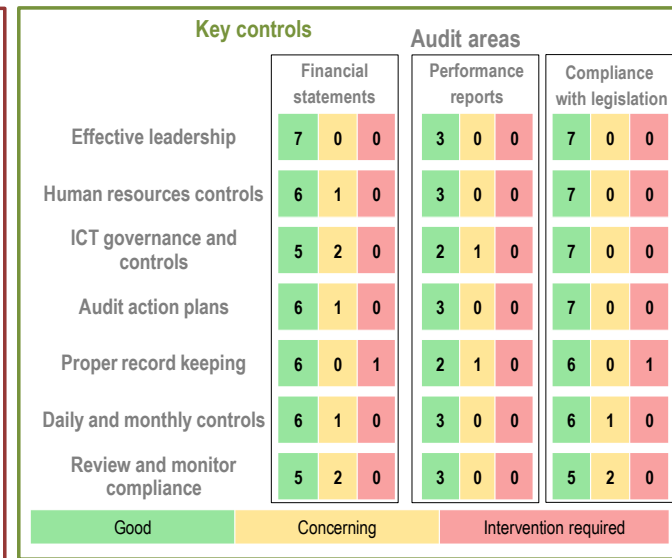 Key controls
Audit areas
Financial statements
Performance reports
Compliance with legislation
Effective leadership 7 0 0 3 0 0 7 0 0
Human resources controls 6 1 0 3 0 0 7 0 0
ICT governance and controls 5 2 0 2 1 0 7 0 0
Audit action plans 6 1 0 3 0 0 7 0 0
Proper record keeping 6 0 1 2 1 0 6 0 1
Daily and monthly controls 6 1 0 3 0 0 6 1 0
Review and monitor compliance 5 2 0 3 0 0 5 2 0
Good Concerning Intervention required